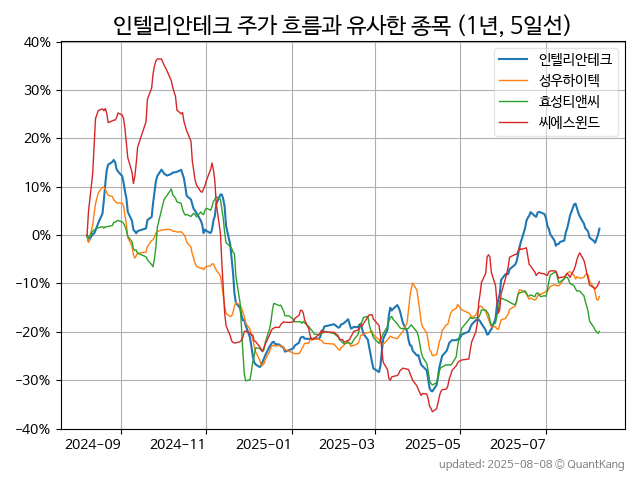 인텔리안테크 주가 흐름과 유사한 종목 (1년, 5일선)
40%
30%
20%
10%
0%
−10%
−20%
−30%
−40%
인텔리안테크
성우하이텍
효성티앤씨
씨에스윈드
2024-09
2024-11
2025-01
2025-03
2025-05
2025-07
updated: 2025-08-08 © QuantKang